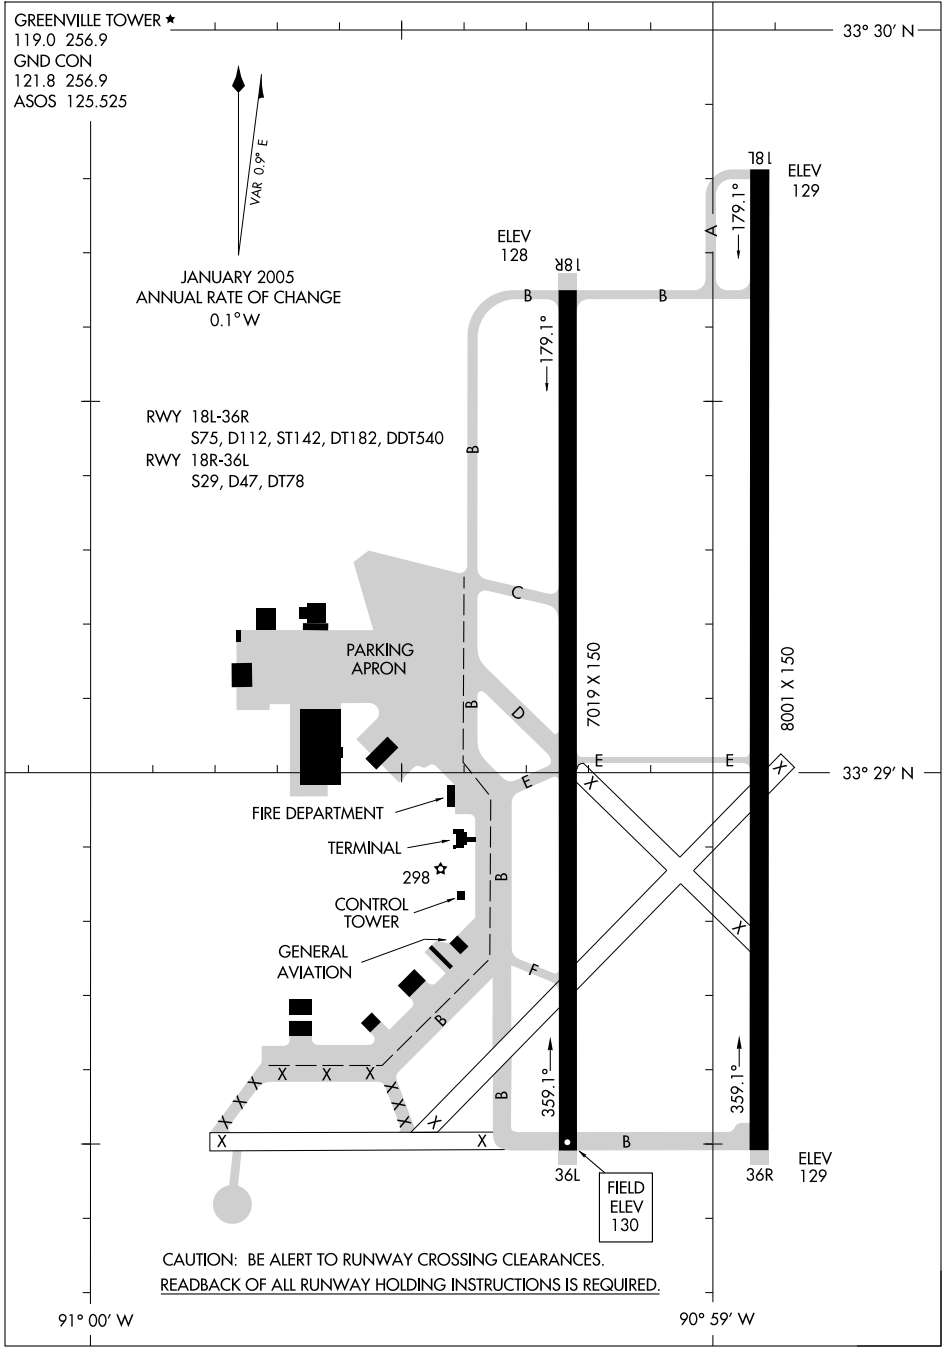 GREENVILLE TOWER ★
119.0 256.9
GND CON
121.8 256.9
ASOS 125.525
33° 30' N
VAR 0.9° E
JANUARY 2005
ANNUAL RATE OF CHANGE
0.1° W
18L
ELEV
129
179.1°
A
ELEV
128
18R
B
B
179.1°
RWY 18L-36R
S75, D112, ST142, DT182, DDT540
RWY 18R-36L
S29, D47, DT78
B
C
PARKING
APRON
7019 X 150
8001 X 150
B
D
E
E
E
X
X
33° 29' N
FIRE DEPARTMENT
TERMINAL
298
B
CONTROL
TOWER
X
GENERAL
AVIATION
F
B
X
X
X
X
X
X
X
X
X
X
B
359.1°
359.1°
X
X
X
B
36L
36R
ELEV
129
FIELD
ELEV
130
CAUTION: BE ALERT TO RUNWAY CROSSING CLEARANCES.
READBACK OF ALL RUNWAY HOLDING INSTRUCTIONS IS REQUIRED.
91° 00' W
90° 59' W